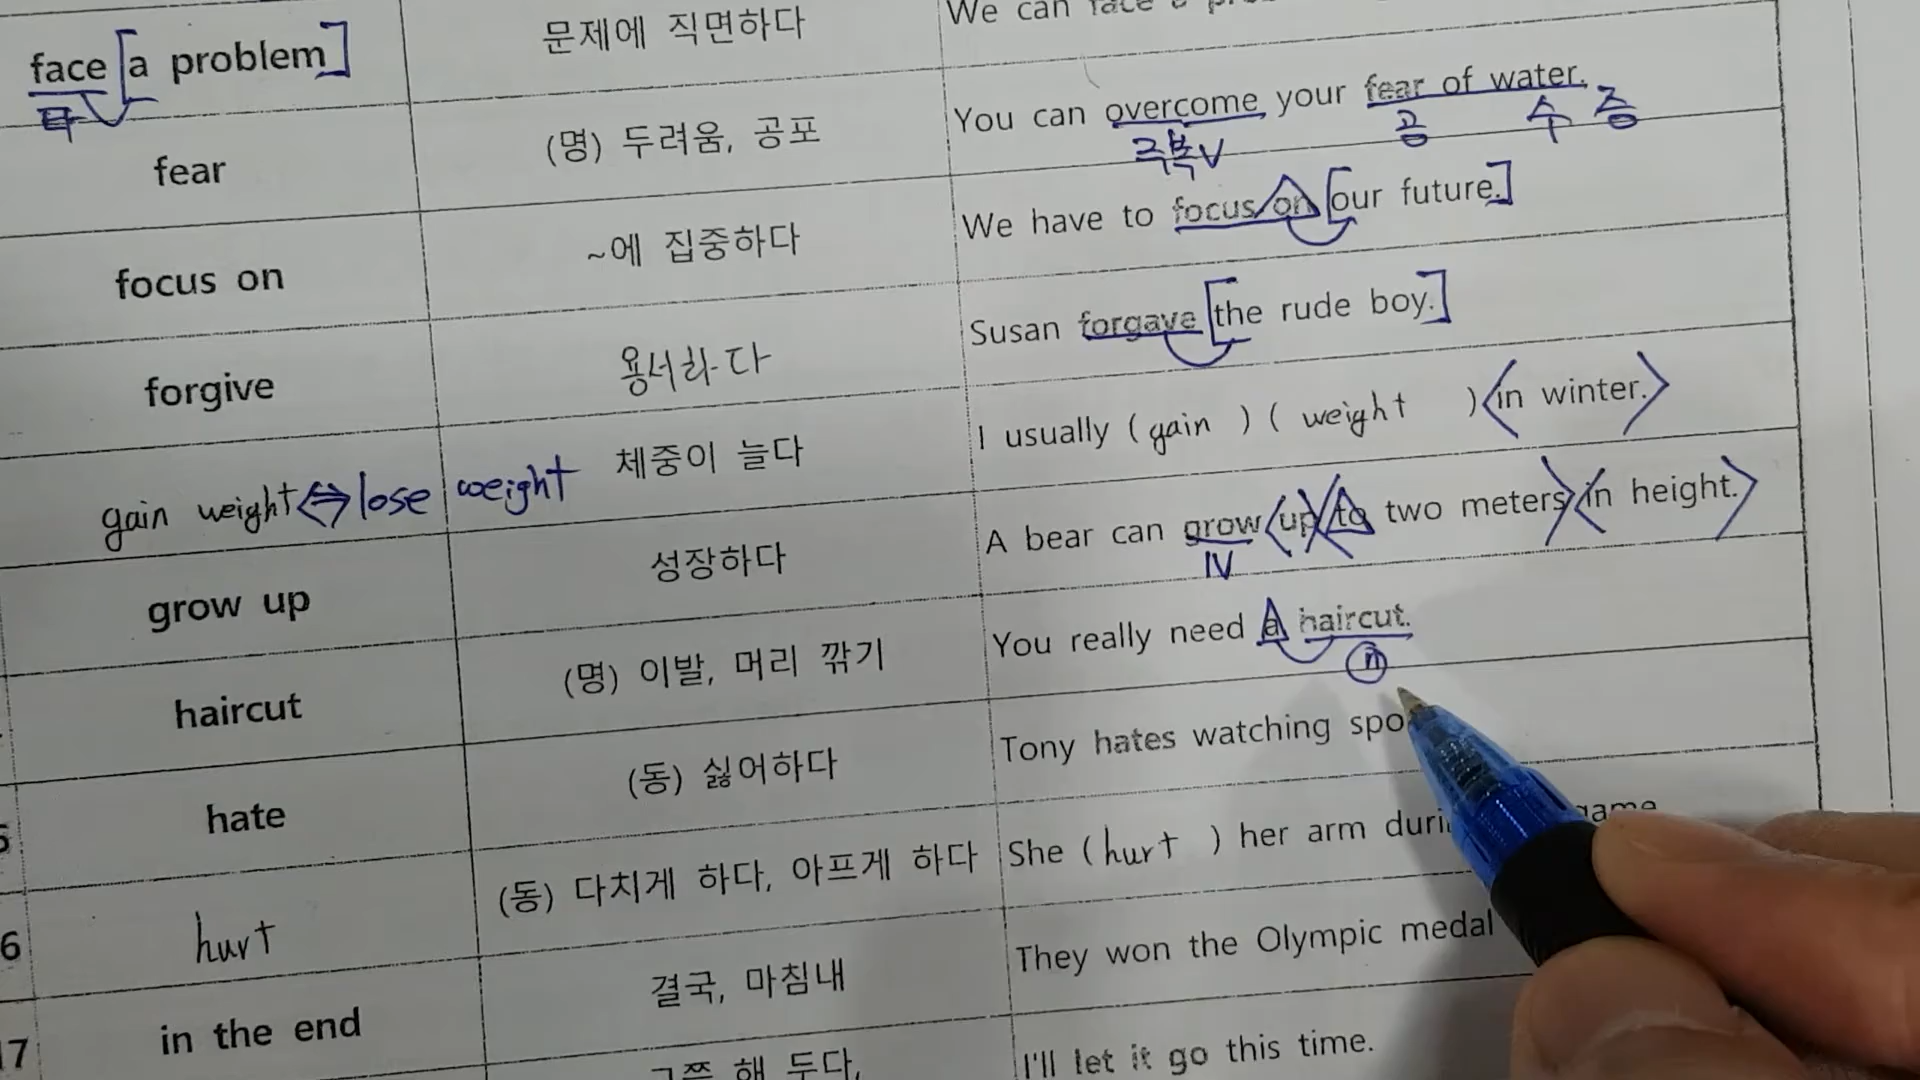 face [a problem]
타
문제에 직면하다
We can face a
fear
(명) 두려움, 공포
You can overcome your fear of water.
극복v 공 수 중
focus on
~에 집중하다
We have to focus on [our future.]
forgive
용서하다
Susan forgave [the rude boy.]
gain weight ⇔ lose weight
체중이 늘다
I usually ( gain ) ( weight ) <in winter.>
grow up
성장하다
A bear can grow <up> <to two meters> <in height.>
IV
haircut
(명) 이발, 머리 깎기
You really need a haircut.
n
hate
(동) 싫어하다
Tony hates watching spo
6 hurt
(동) 다치게 하다, 아프게 하다
She ( hurt ) her arm duri game
17 in the end
결국, 마침내
They won the Olympic medal
해 두다,
I'll let it go this time.